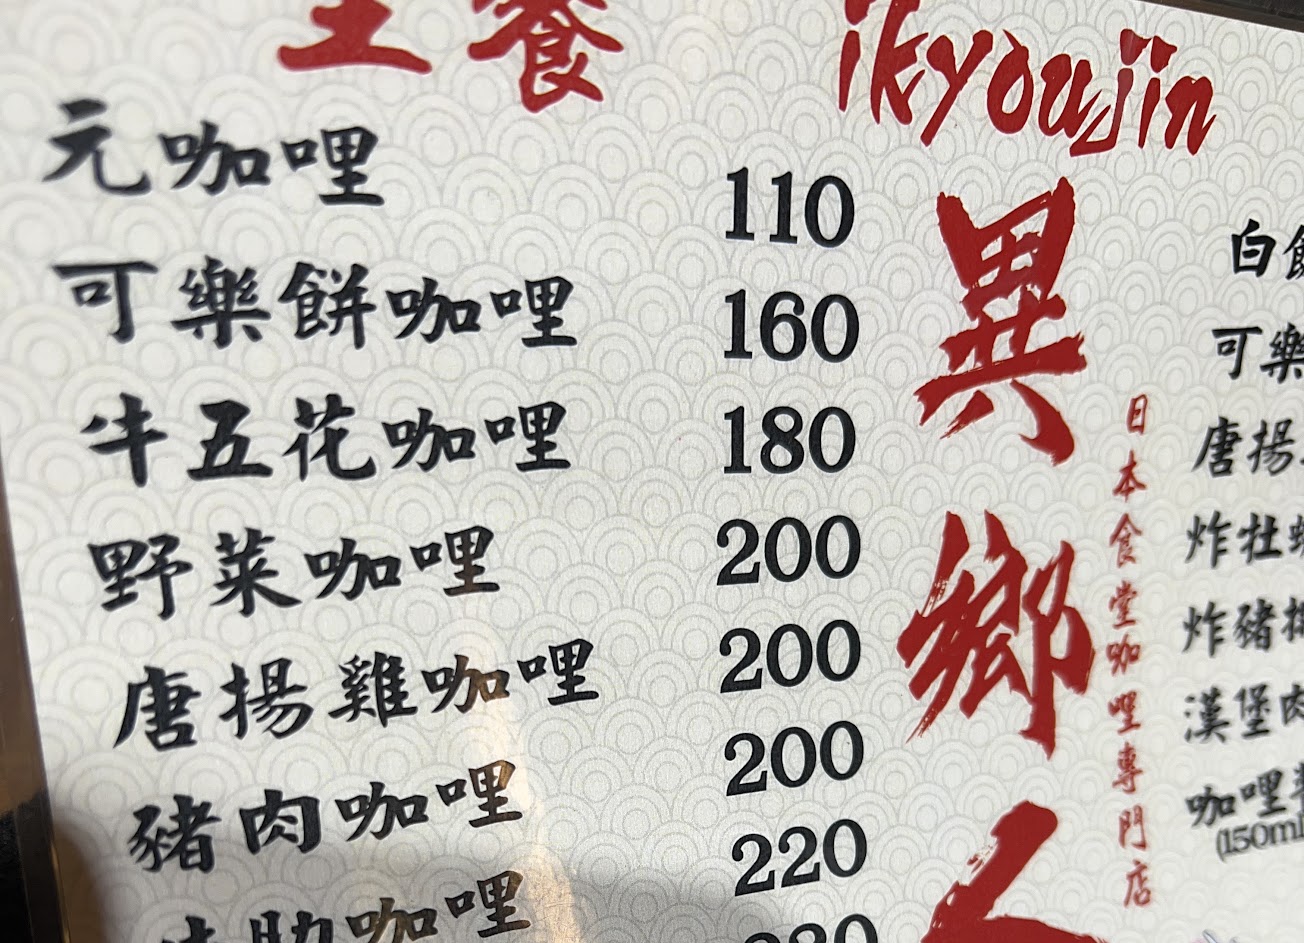 主餐
元咖哩 110
可樂餅咖哩 160
牛五花咖哩 180
野菜咖哩 200
唐揚雞咖哩 200
豬肉咖哩 200
咖哩 220
ikyoujin
異鄉人
日本食堂咖哩專門店
白飯
可樂
唐揚
炸牡蠣
炸豬排
漢堡肉
咖哩
(150ml